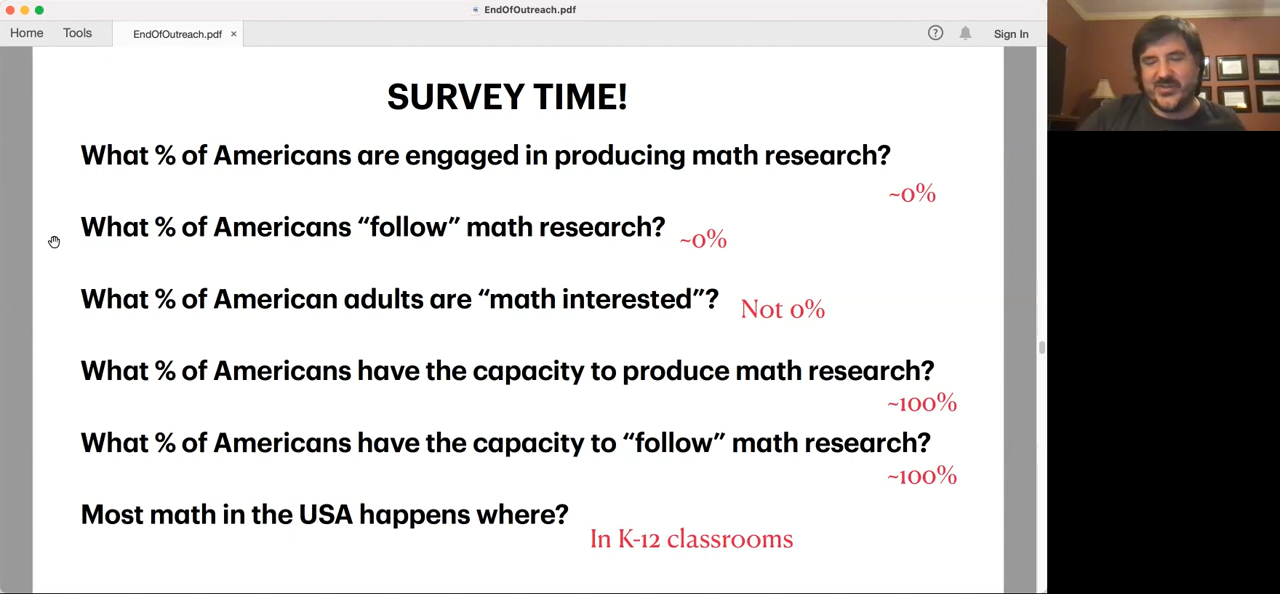 EndOfOutreach.pdf
Home Tools EndOfOutreach.pdf × ? Sign In
SURVEY TIME!
What % of Americans are engaged in producing math research?
~0%
What % of Americans “follow” math research?
~0%
What % of American adults are “math interested”?
Not 0%
What % of Americans have the capacity to produce math research?
~100%
What % of Americans have the capacity to “follow” math research?
~100%
Most math in the USA happens where?
In K-12 classrooms